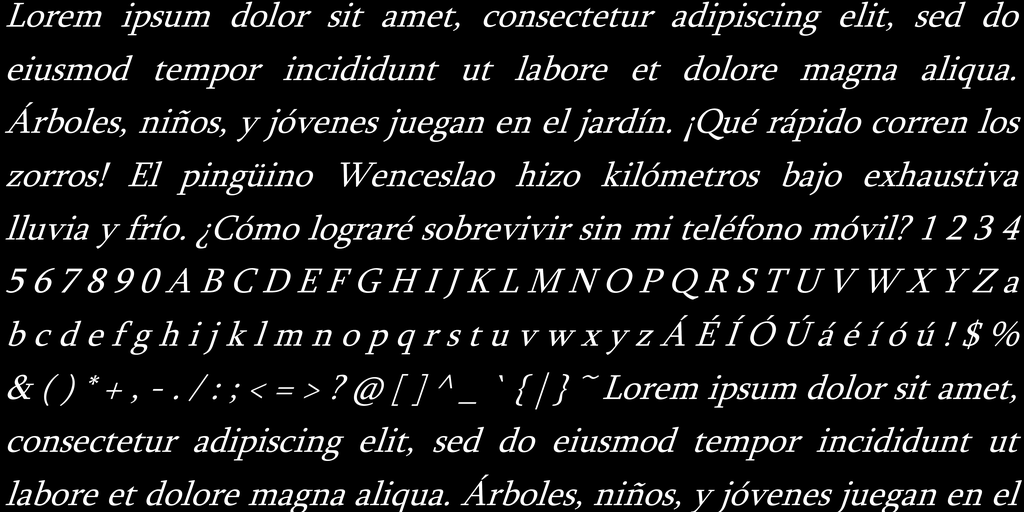 Lorem ipsum dolor sit amet, consectetur adipiscing elit, sed do
eiusmod tempor incididunt ut labore et dolore magna aliqua.
Árboles, niños, y jóvenes juegan en el jardín. ¡Qué rápido corren los
zorros! El pingüino Wenceslao hizo kilómetros bajo exhaustiva
lluvia y frío. ¿Cómo lograré sobrevivir sin mi teléfono móvil? 1 2 3 4
5 6 7 8 9 0 A B C D E F G H I J K L M N O P Q R S T U V W X Y Z a
b c d e f g h i j k l m n o p q r s t u v w x y z Á É Í Ó Ú á é í ó ú ! $ %
& ( ) * + , - . / : ; < = > ? @ [ ] ^ _ ` { | } ~ Lorem ipsum dolor sit amet,
consectetur adipiscing elit, sed do eiusmod tempor incididunt ut
labore et dolore magna aliqua. Árboles, niños, y jóvenes juegan en el